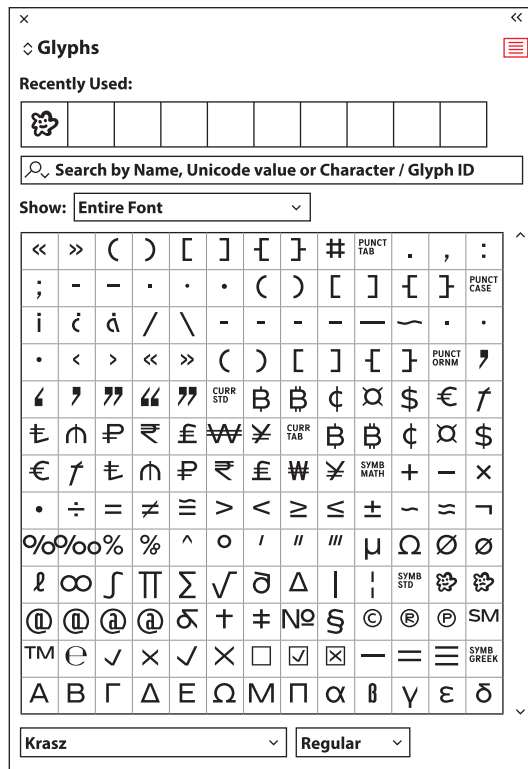 Glyphs
Recently Used:
Search by Name, Unicode value or Character / Glyph ID
Show: Entire Font
« » ( ) [ ] { } # PUNCT TAB . , :
; - – · · • ( ) [ ] { } PUNCT CASE
i ċ ȧ / \ - - – — · ·
• ‹ › « » ( ) [ ] { } PUNCT ORNM ❜
❛ ❜ ❞ ❝ ❞ CURR STD B ₿ ¢ ¤ $ € ƒ
₺ ₼ ₽ ₹ £ ₩ ¥ CURR TAB B ₿ ¢ ¤ $
€ ƒ ₺ ₼ ₽ ₹ £ ₩ ¥ SYMB MATH + − ×
• ÷ = ≠ ≅ > < ≥ ≤ ± ~ ≈ ¬
% ‰ % % ^ ° ′ ″ ‴ µ Ω Ø ø
ℓ ∞ ∫ ∏ ∑ √ ∂ ∆ | ¦ SYMB STD
@ @ @ @ † ‡ № § © ® ℗ SM
TM ℮ ✓ × ✓ × ☐ ☑ ☒ — = ☰ SYMB GREEK
Α Β Γ Δ Ε Ω Μ Π α β γ ε δ
Krasz Regular